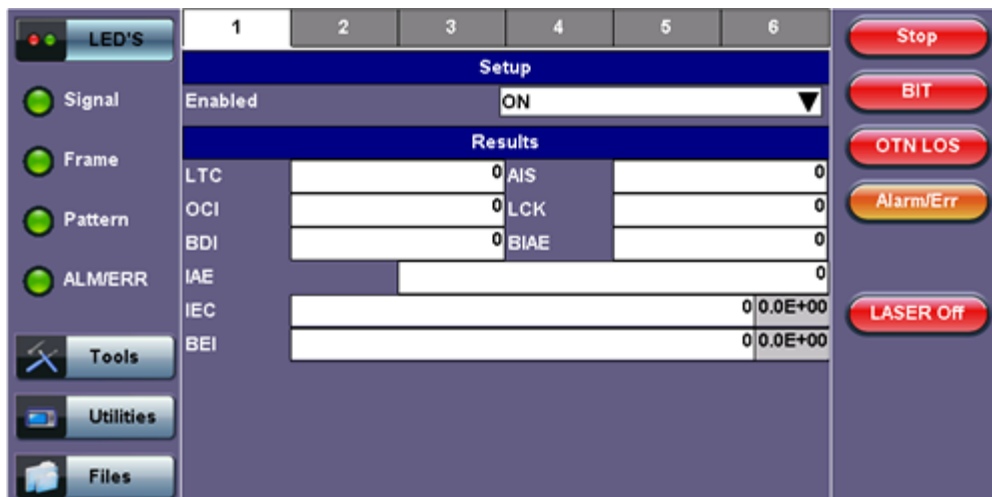 LED'S
Signal
Frame
Pattern
ALM/ERR
Tools
Utilities
Files
1 2 3 4 5 6
Setup
Enabled ON
Results
LTC 0 AIS 0
OCI 0 LCK 0
BDI 0 BIAE 0
IAE 0
IEC 0 0.0E+00
BEI 0 0.0E+00
Stop
BIT
OTN LOS
Alarm/Err
LASER Off